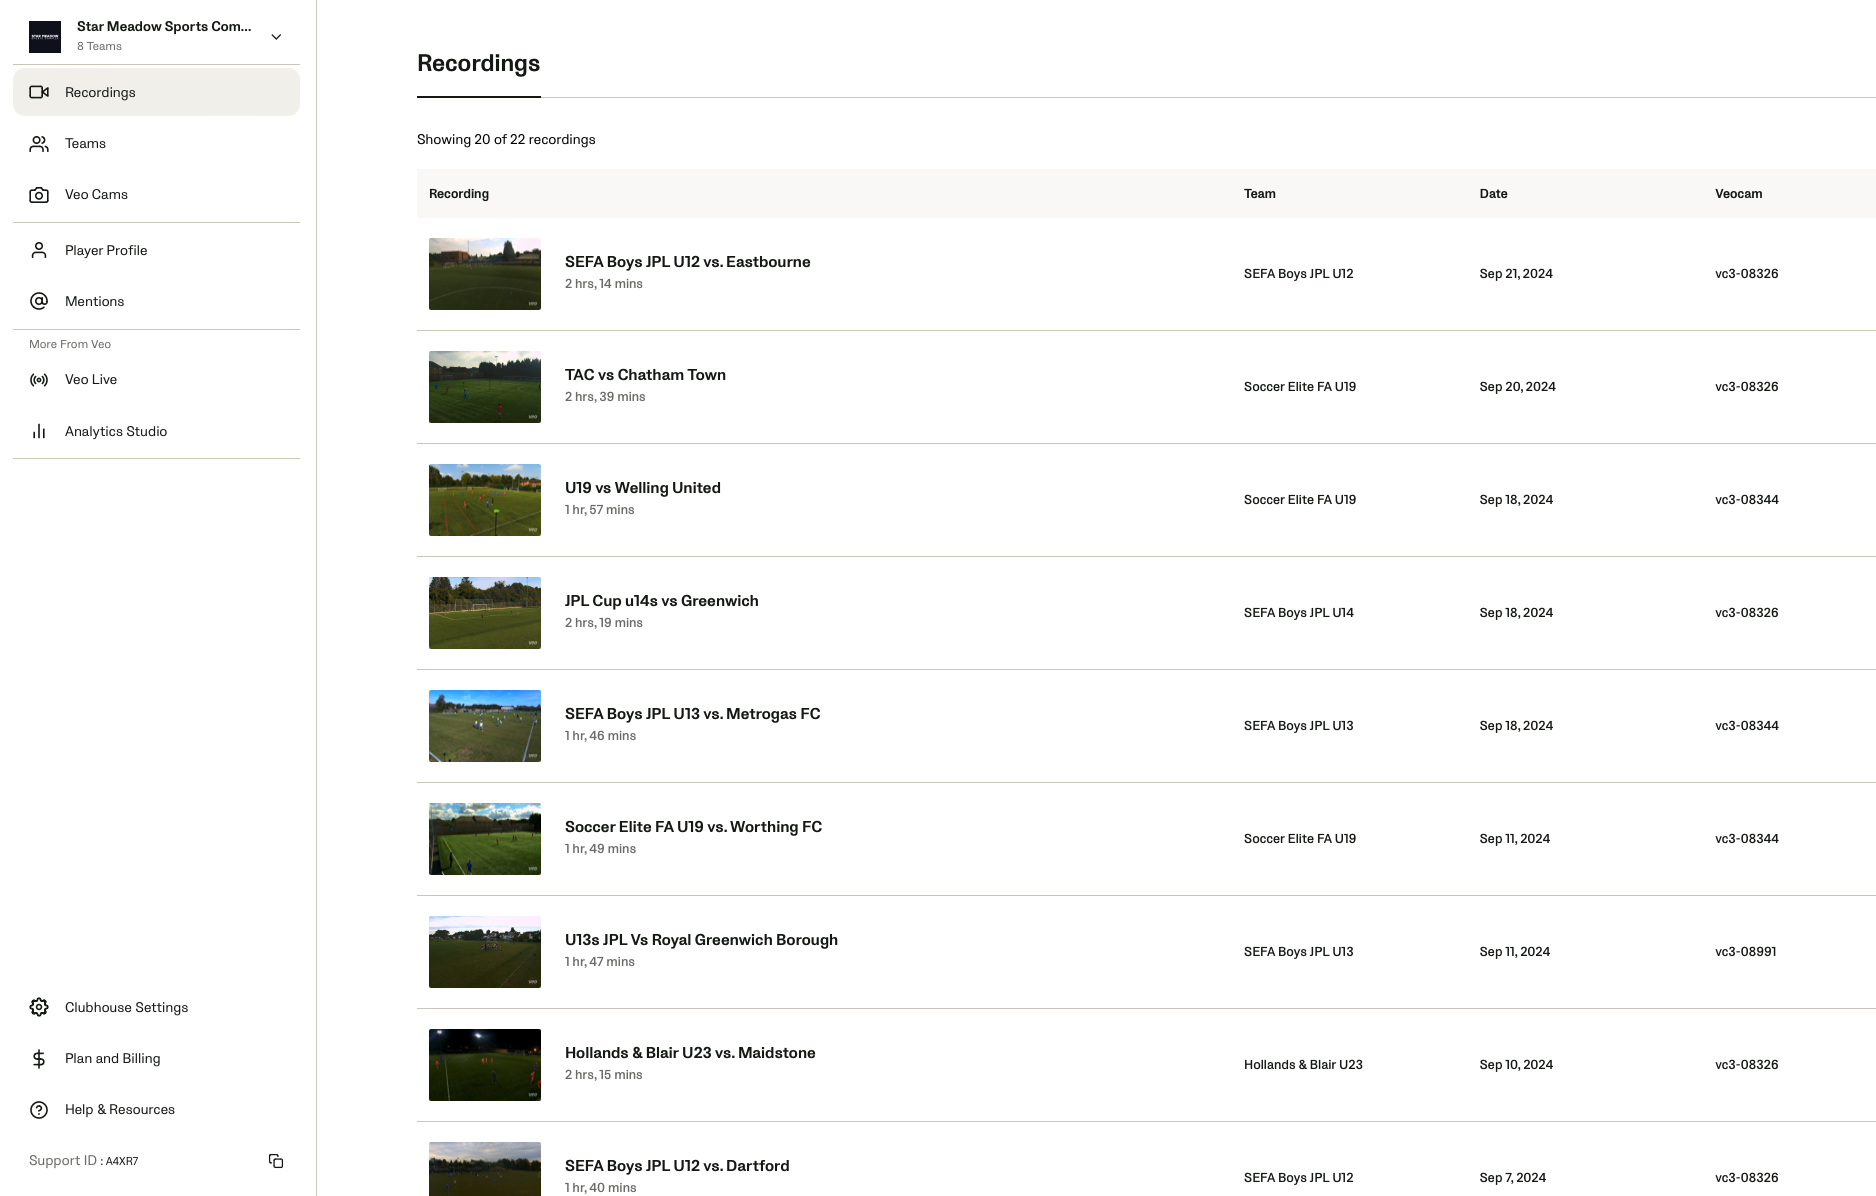 Star Meadow Sports Com...
8 Teams
Recordings
Teams
Veo Cams
Player Profile
Mentions
More From Veo
Veo Live
Analytics Studio
Clubhouse Settings
Plan and Billing
Help & Resources
Support ID : A4XR7
Recordings
Showing 20 of 22 recordings
Recording Team Date Veocam
SEFA Boys JPL U12 vs. Eastbourne
2 hrs, 14 mins
SEFA Boys JPL U12 Sep 21, 2024 vc3-08326
TAC vs Chatham Town
2 hrs, 39 mins
Soccer Elite FA U19 Sep 20, 2024 vc3-08326
U19 vs Welling United
1 hr, 57 mins
Soccer Elite FA U19 Sep 18, 2024 vc3-08344
JPL Cup u14s vs Greenwich
2 hrs, 19 mins
SEFA Boys JPL U14 Sep 18, 2024 vc3-08326
SEFA Boys JPL U13 vs. Metrogas FC
1 hr, 46 mins
SEFA Boys JPL U13 Sep 18, 2024 vc3-08344
Soccer Elite FA U19 vs. Worthing FC
1 hr, 49 mins
Soccer Elite FA U19 Sep 11, 2024 vc3-08344
U13s JPL Vs Royal Greenwich Borough
1 hr, 47 mins
SEFA Boys JPL U13 Sep 11, 2024 vc3-08991
Hollands & Blair U23 vs. Maidstone
2 hrs, 15 mins
Hollands & Blair U23 Sep 10, 2024 vc3-08326
SEFA Boys JPL U12 vs. Dartford
1 hr, 40 mins
SEFA Boys JPL U12 Sep 7, 2024 vc3-08326